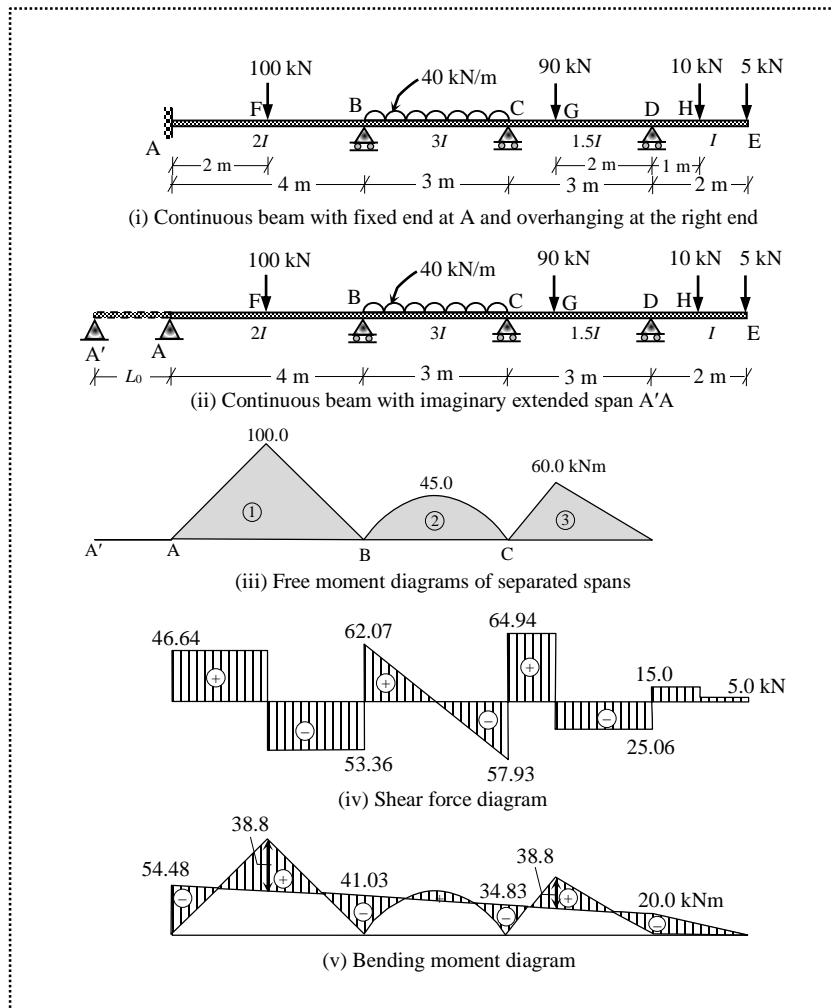 100 kN 40 kN/m 90 kN 10 kN 5 kN
F B C G D H
A 2I 3I 1.5I I E
2 m 2 m 1 m
4 m 3 m 3 m 2 m
(i) Continuous beam with fixed end at A and overhanging at the right end
100 kN 40 kN/m 90 kN 10 kN 5 kN
F B C G D H
A′ A 2I 3I 1.5I I E
L0 4 m 3 m 3 m 2 m
(ii) Continuous beam with imaginary extended span A′A
100.0 45.0 60.0 kNm
① ② ③
A′ A B C
(iii) Free moment diagrams of separated spans
46.64 62.07 64.94 15.0 5.0 kN
+ + +
− − −
53.36 57.93 25.06
(iv) Shear force diagram
38.8 38.8
54.48 41.03 34.83 20.0 kNm
− + − + − + −
(v) Bending moment diagram